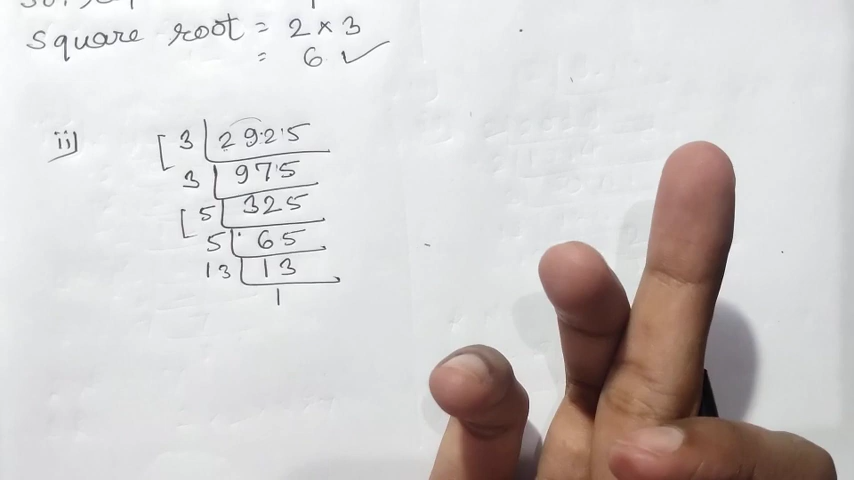 square root = 2 × 3
= 6 ✓
ii)
3 | 2925
3 | 975
5 | 325
5 | 65
13 | 13
1